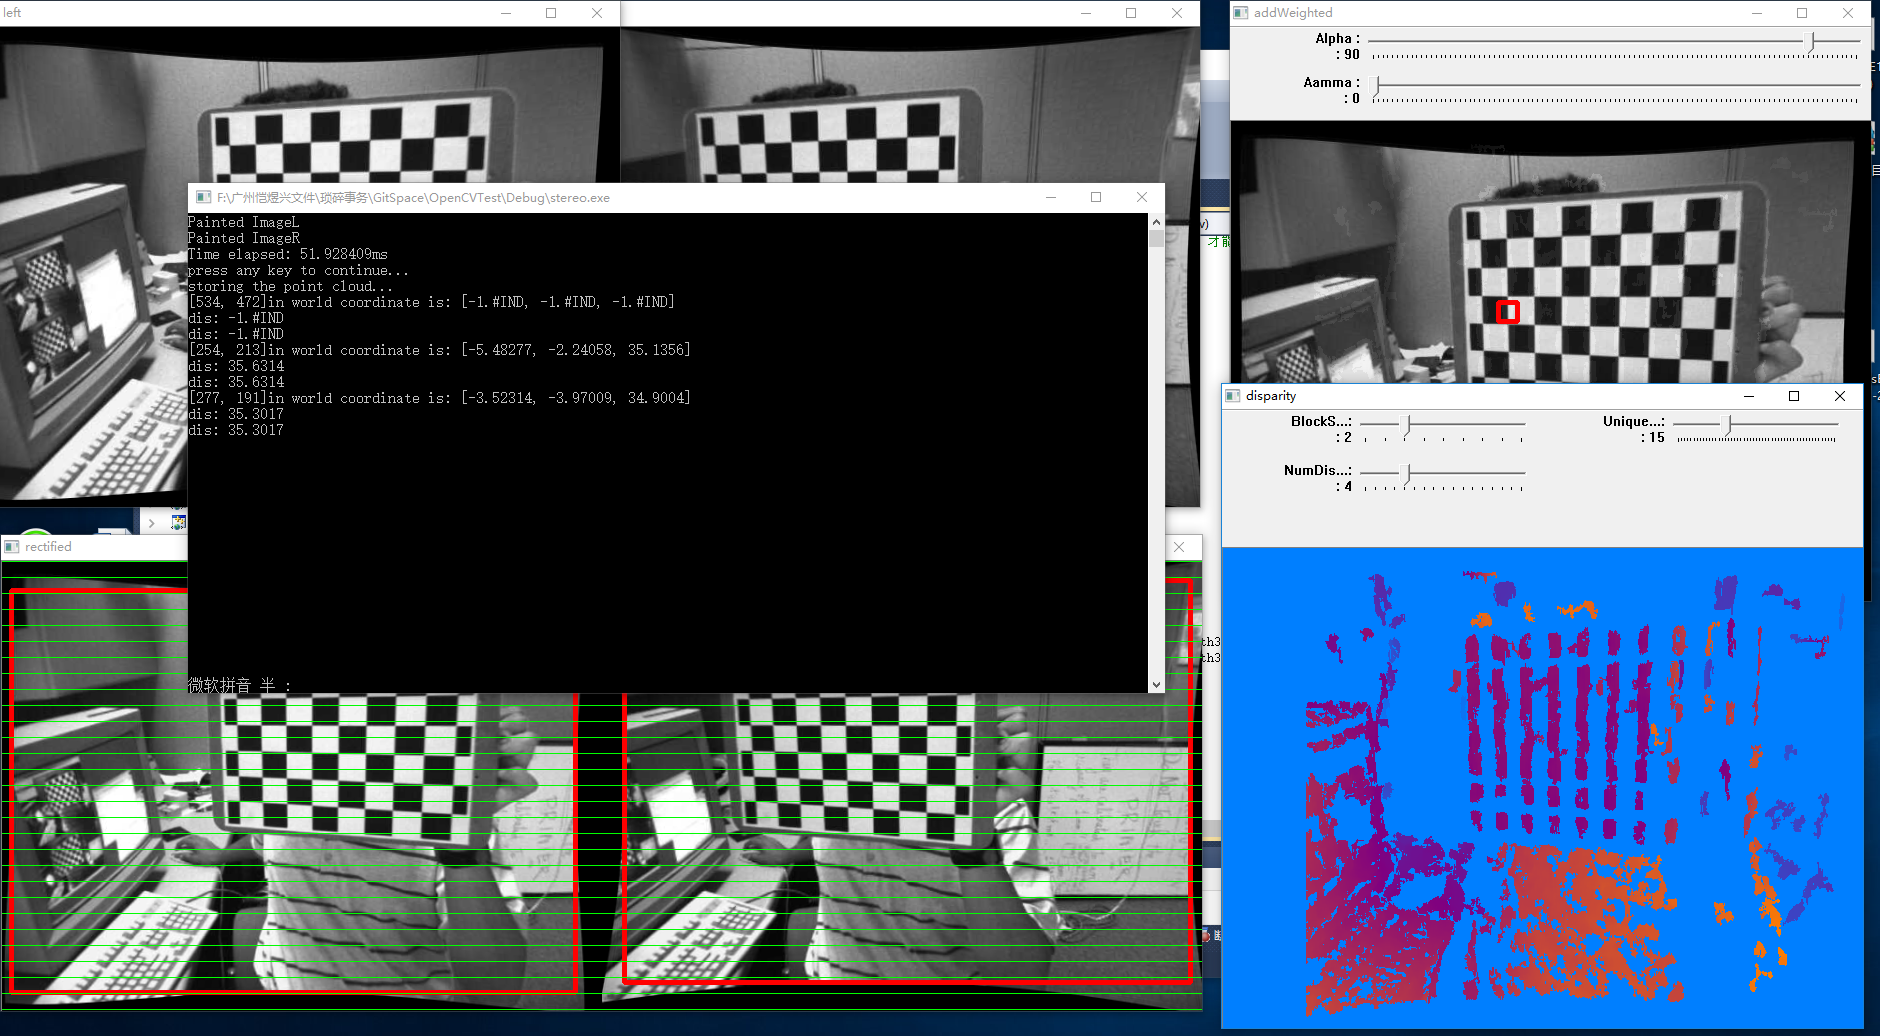 left
addWeighted
Alpha :
: 90
Aamma :
: 0
F:\广州恺煜兴文件\琐碎事务\GitSpace\OpenCVTest\Debug\stereo.exe
Painted ImageL
Painted ImageR
Time elapsed: 51.928409ms
press any key to continue...
storing the point cloud...
[534, 472]in world coordinate is: [-1.#IND, -1.#IND, -1.#IND]
dis: -1.#IND
dis: -1.#IND
[254, 213]in world coordinate is: [-5.48277, -2.24058, 35.1356]
dis: 35.6314
dis: 35.6314
[277, 191]in world coordinate is: [-3.52314, -3.97009, 34.9004]
dis: 35.3017
dis: 35.3017
微软拼音 半 :
才能
disparity
BlockS...:
: 2
Unique...:
: 15
NumDis...:
: 4
rectified
th3
th3
DRINER